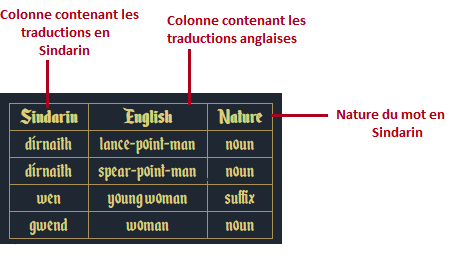 Colonne contenant les
traductions en
Sindarin
Colonne contenant les
traductions anglaises
Nature du mot en
Sindarin
Sindarin English Nature
dírnaith lance-point-man noun
dírnaith spear-point-man noun
wen young woman suffix
gwend woman noun